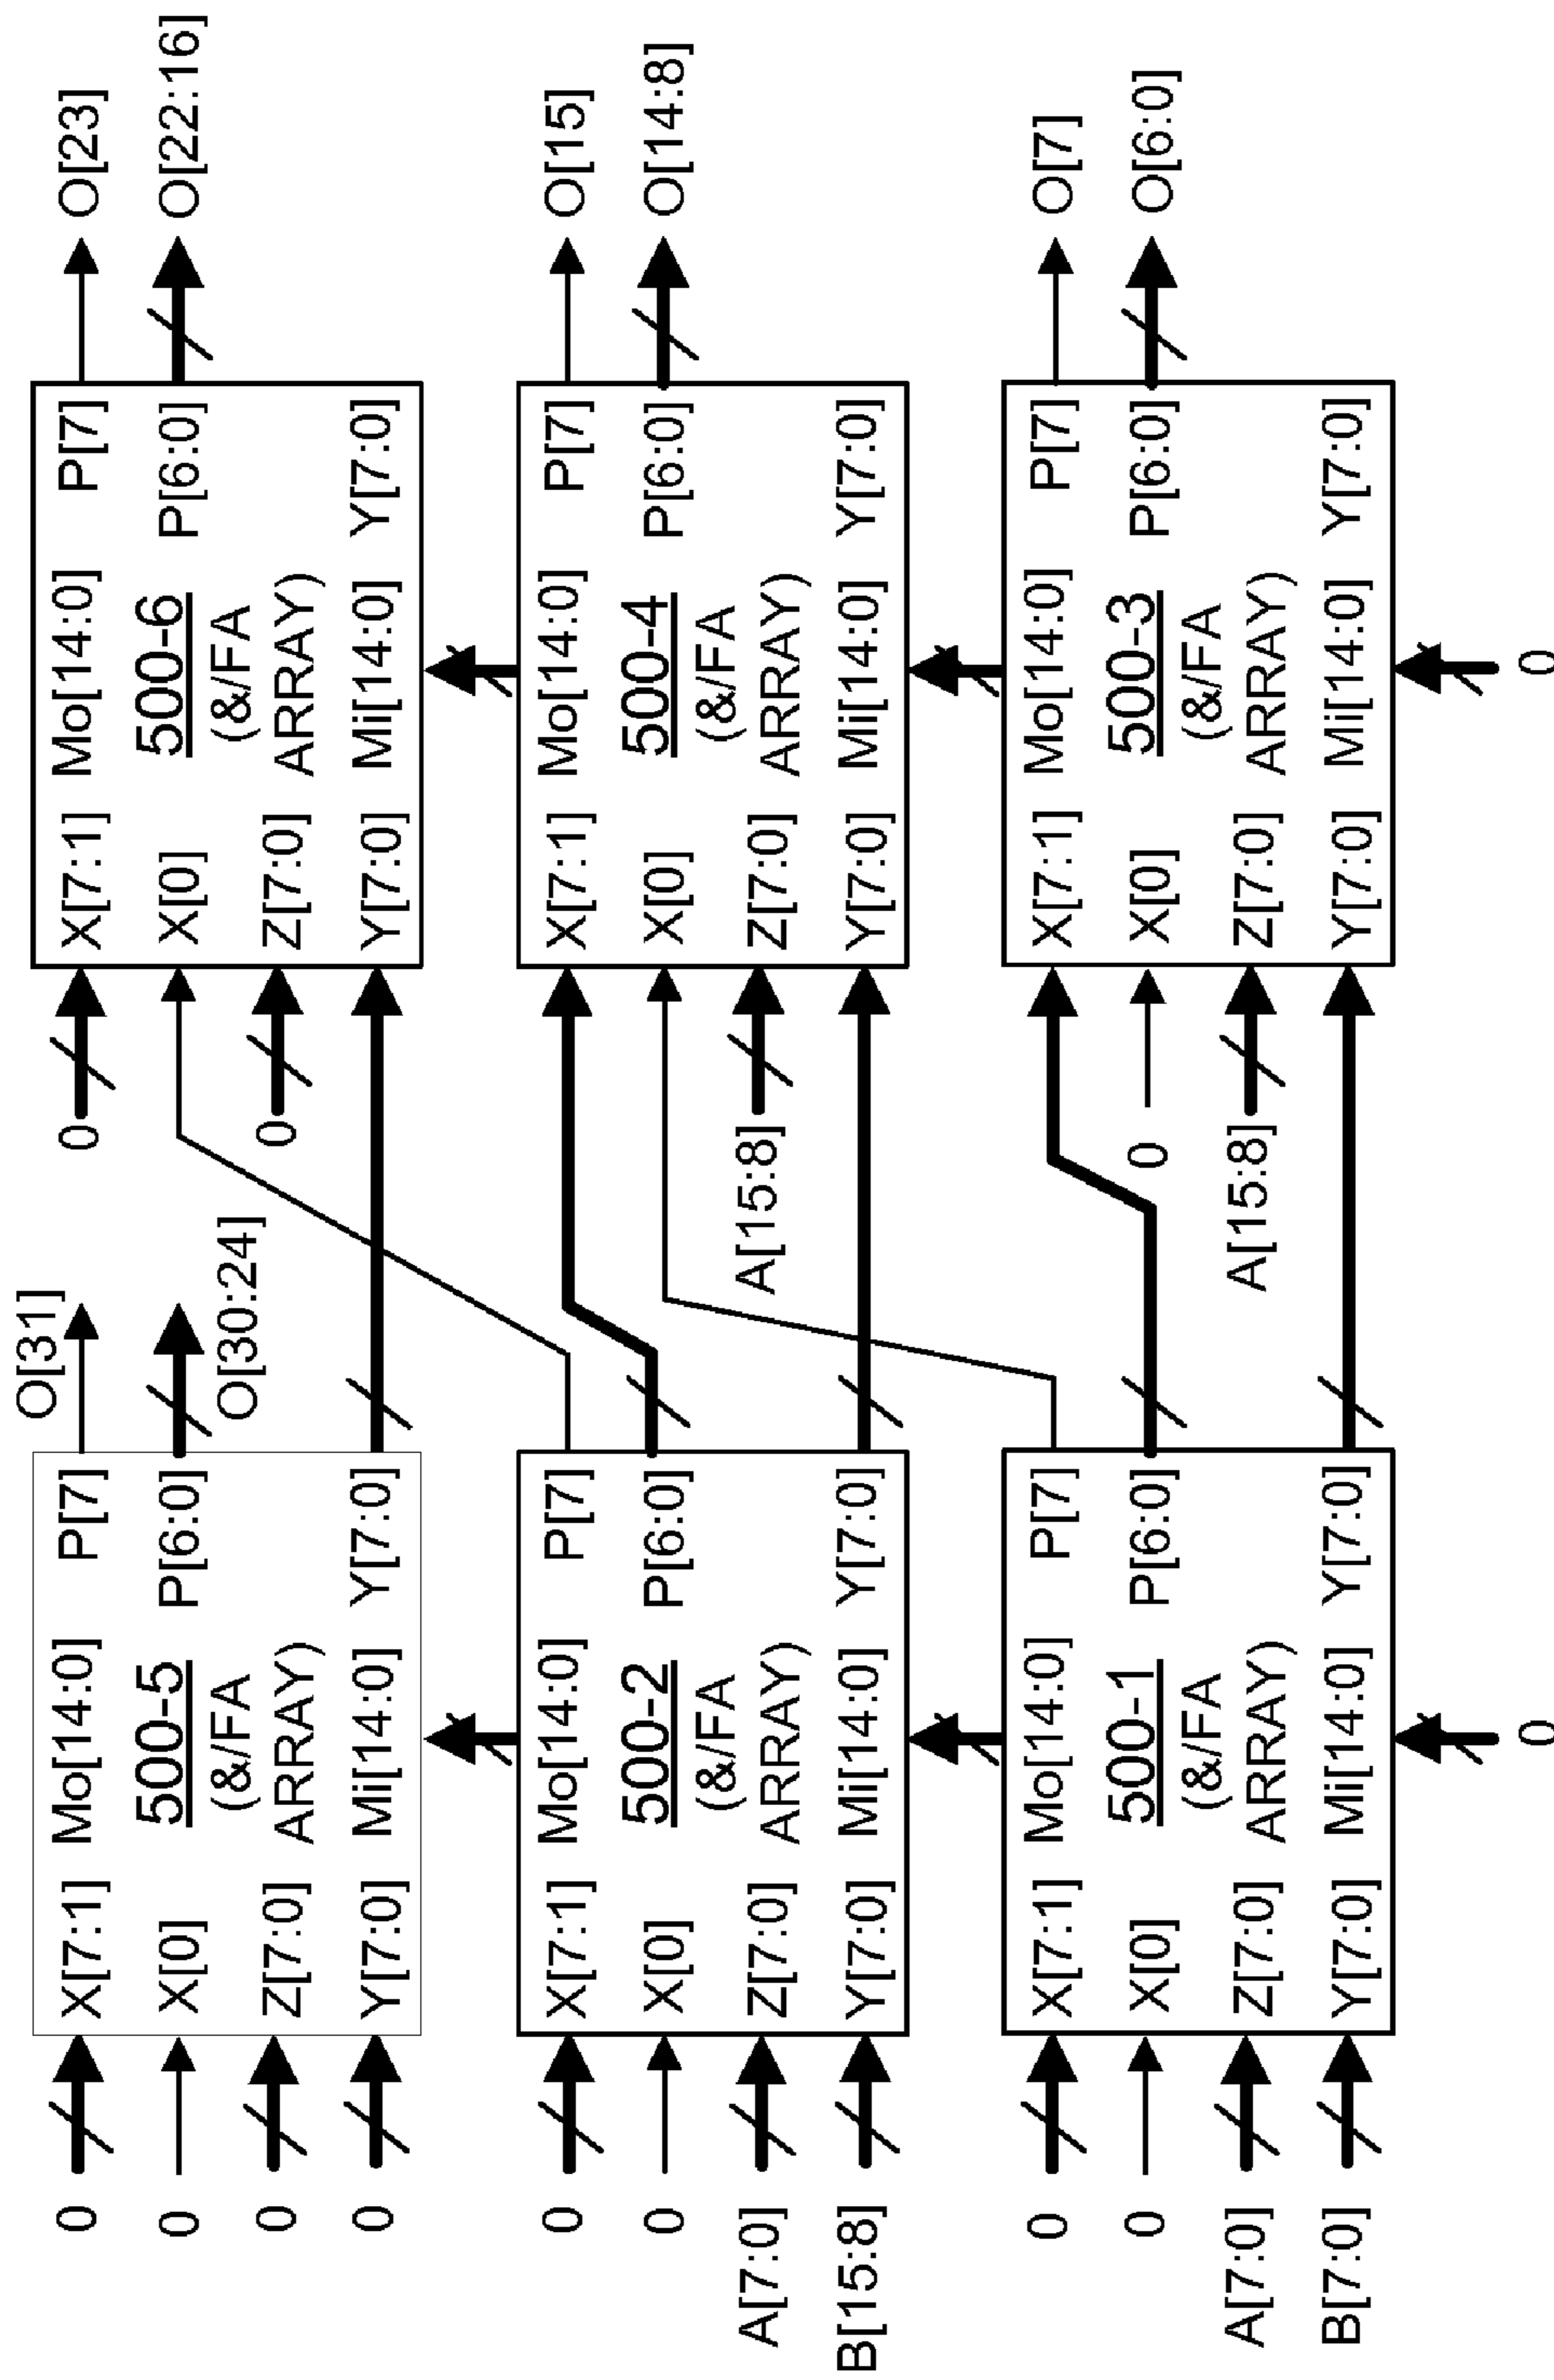 O[31]
O[30:24]
0
0
0
0
X[7:1]
X[0]
Z[7:0]
Y[7:0]
Mo[14:0]
500-5
(&/FA
ARRAY)
Mi[14:0]
P[7]
P[6:0]
Y[7:0]
0
0
X[7:1]
X[0]
Z[7:0]
Y[7:0]
Mo[14:0]
500-6
(&/FA
ARRAY)
Mi[14:0]
P[7]
P[6:0]
Y[7:0]
O[23]
O[22:16]
0
0
A[7:0]
B[15:8]
X[7:1]
X[0]
Z[7:0]
Y[7:0]
Mo[14:0]
500-2
(&/FA
ARRAY)
Mi[14:0]
P[7]
P[6:0]
Y[7:0]
A[15:8]
X[7:1]
X[0]
Z[7:0]
Y[7:0]
Mo[14:0]
500-4
(&/FA
ARRAY)
Mi[14:0]
P[7]
P[6:0]
Y[7:0]
O[15]
O[14:8]
0
0
A[7:0]
B[7:0]
X[7:1]
X[0]
Z[7:0]
Y[7:0]
Mo[14:0]
500-1
(&/FA
ARRAY)
Mi[14:0]
P[7]
P[6:0]
Y[7:0]
0
0
A[15:8]
X[7:1]
X[0]
Z[7:0]
Y[7:0]
Mo[14:0]
500-3
(&/FA
ARRAY)
Mi[14:0]
P[7]
P[6:0]
Y[7:0]
O[7]
O[6:0]
0